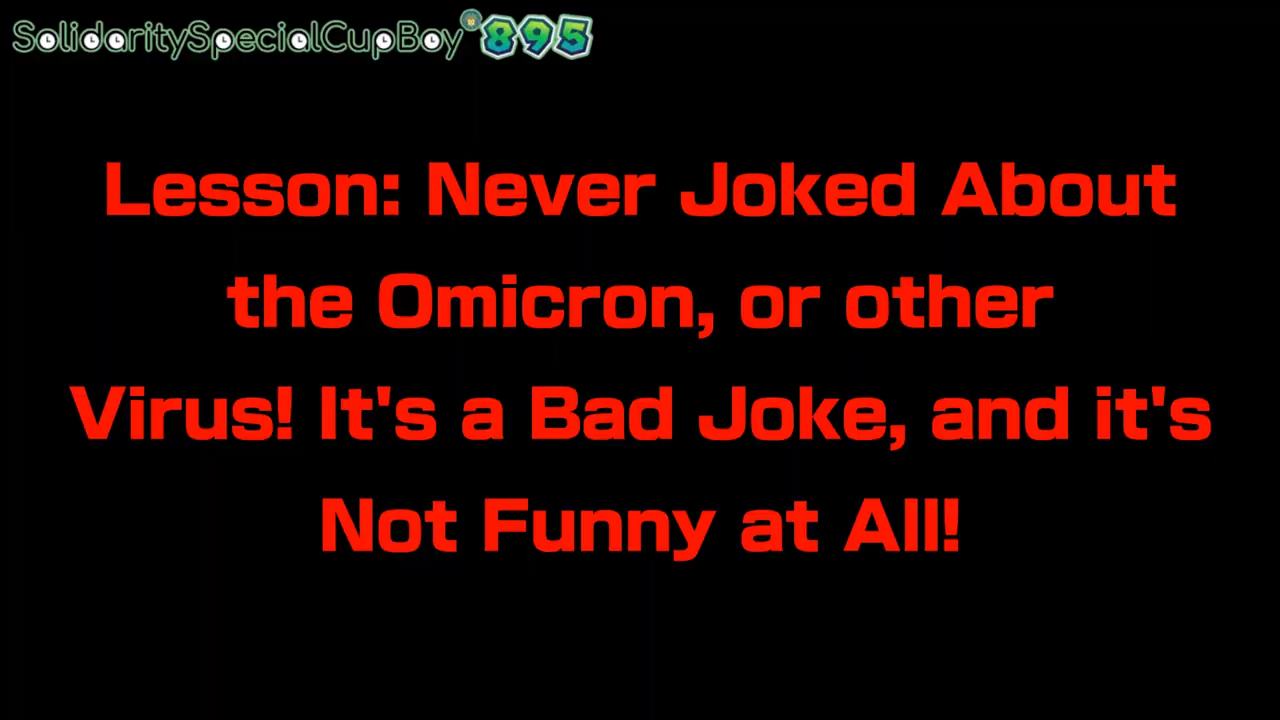 SolidaritySpecialCupBoy895
Lesson: Never Joked About
the Omicron, or other
Virus! It's a Bad Joke, and it's
Not Funny at All!